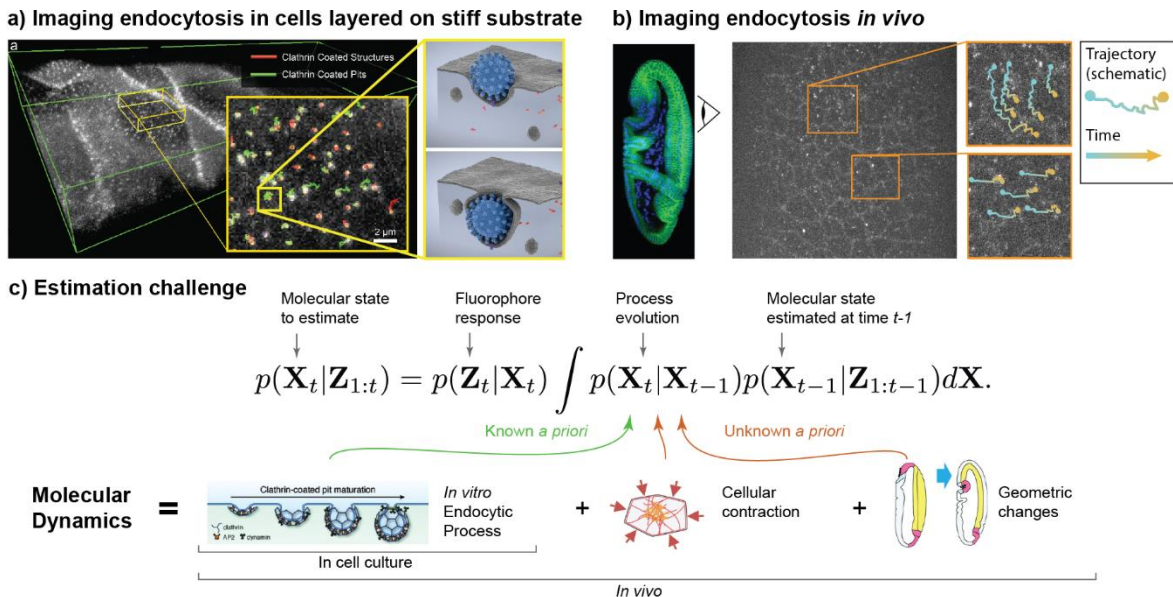 a) Imaging endocytosis in cells layered on stiff substrate
a
Clathrin Coated Structures
Clathrin Coated Pits
2 μm
b) Imaging endocytosis in vivo
Trajectory
(schematic)
Time
c) Estimation challenge
Molecular state
to estimate
Fluorophore
response
Process
evolution
Molecular state
estimated at time t-1
p(X_t|Z_{1:t}) = p(Z_t|X_t) ∫ p(X_t|X_{t-1})p(X_{t-1}|Z_{1:t-1})dX.
Known a priori
Unknown a priori
Molecular
Dynamics
=
Clathrin-coated pit maturation
clathrin
AP2
dynamin
In vitro
Endocytic
Process
+
Cellular
contraction
+
Geometric
changes
In cell culture
In vivo